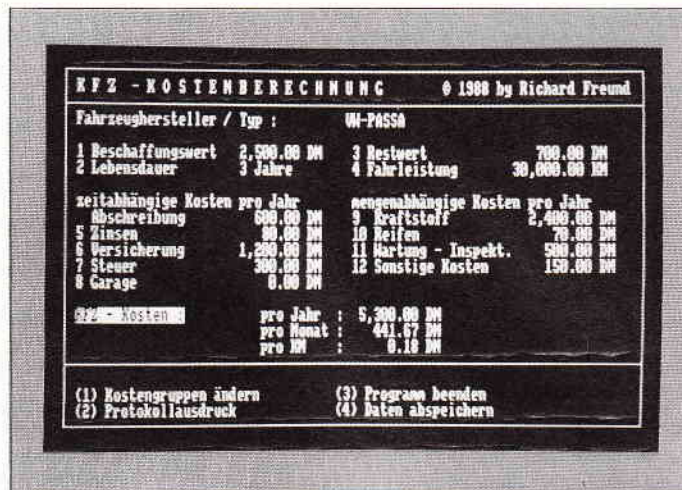 KFZ - KOSTENBERECHNUNG © 1988 by Richard Freund
Fahrzeughersteller / Typ : VW-PASSA
1 Beschaffungswert 2,500.00 DM 3 Restwert 700.00 DM
2 Lebensdauer 3 Jahre 4 Fahrleistung 30,000.00 KM
zeitabhängige Kosten pro Jahr mengenabhängige Kosten pro Jahr
Abschreibung 600.00 DM 9 Kraftstoff 2,400.00 DM
5 Zinsen 80.00 DM 10 Reifen 70.00 DM
6 Versicherung 1,200.00 DM 11 Wartung - Inspekt. 500.00 DM
7 Steuer 300.00 DM 12 Sonstige Kosten 150.00 DM
8 Garage 0.00 DM
KFZ - Kosten : pro Jahr : 5,300.00 DM
pro Monat : 441.67 DM
pro KM : 0.18 DM
(1) Kostengruppen ändern (3) Programm beenden
(2) Protokollausdruck (4) Daten abspeichern